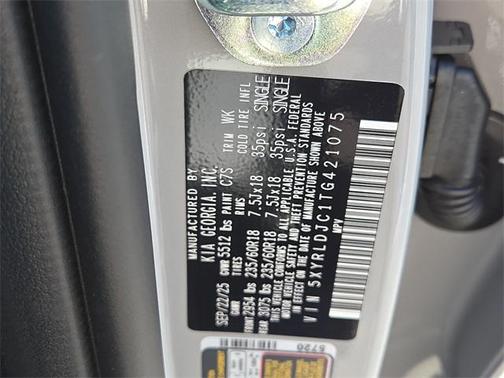 MANUFACTURED BY
KIA GEORGIA, INC.
SEP/22/25 GVWR 5512 lbs PAINT C7S TRIM WK
GAWR TIRES RIMS COLD TIRE INFL
FRONT 2954 lbs 235/60R18 7.5Jx18 35psi SINGLE
REAR 3075 lbs 235/60R18 7.5Jx18 35psi SINGLE
THIS VEHICLE CONFORMS TO ALL APPLICABLE U.S.A. FEDERAL
MOTOR VEHICLE SAFETY AND THEFT PREVENTION STANDARDS
IN EFFECT ON THE DATE OF MANUFACTURE SHOWN ABOVE
VIN 5XYRLDJC1TG421075
MPV
5720